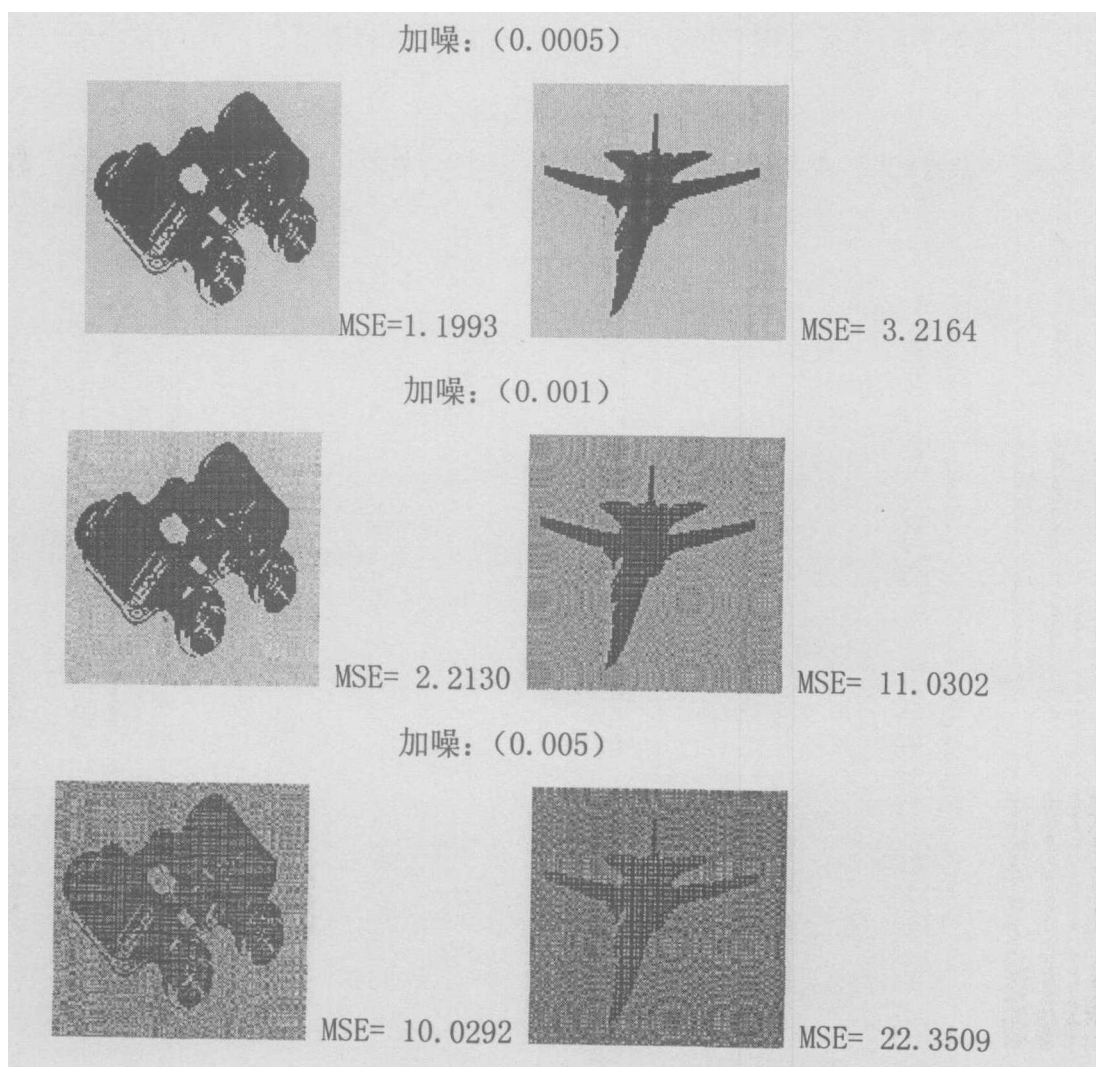 加噪：（0.0005）
MSE=1.1993 MSE= 3.2164
加噪：（0.001）
MSE= 2.2130 MSE= 11.0302
加噪：（0.005）
MSE= 10.0292 MSE= 22.3509